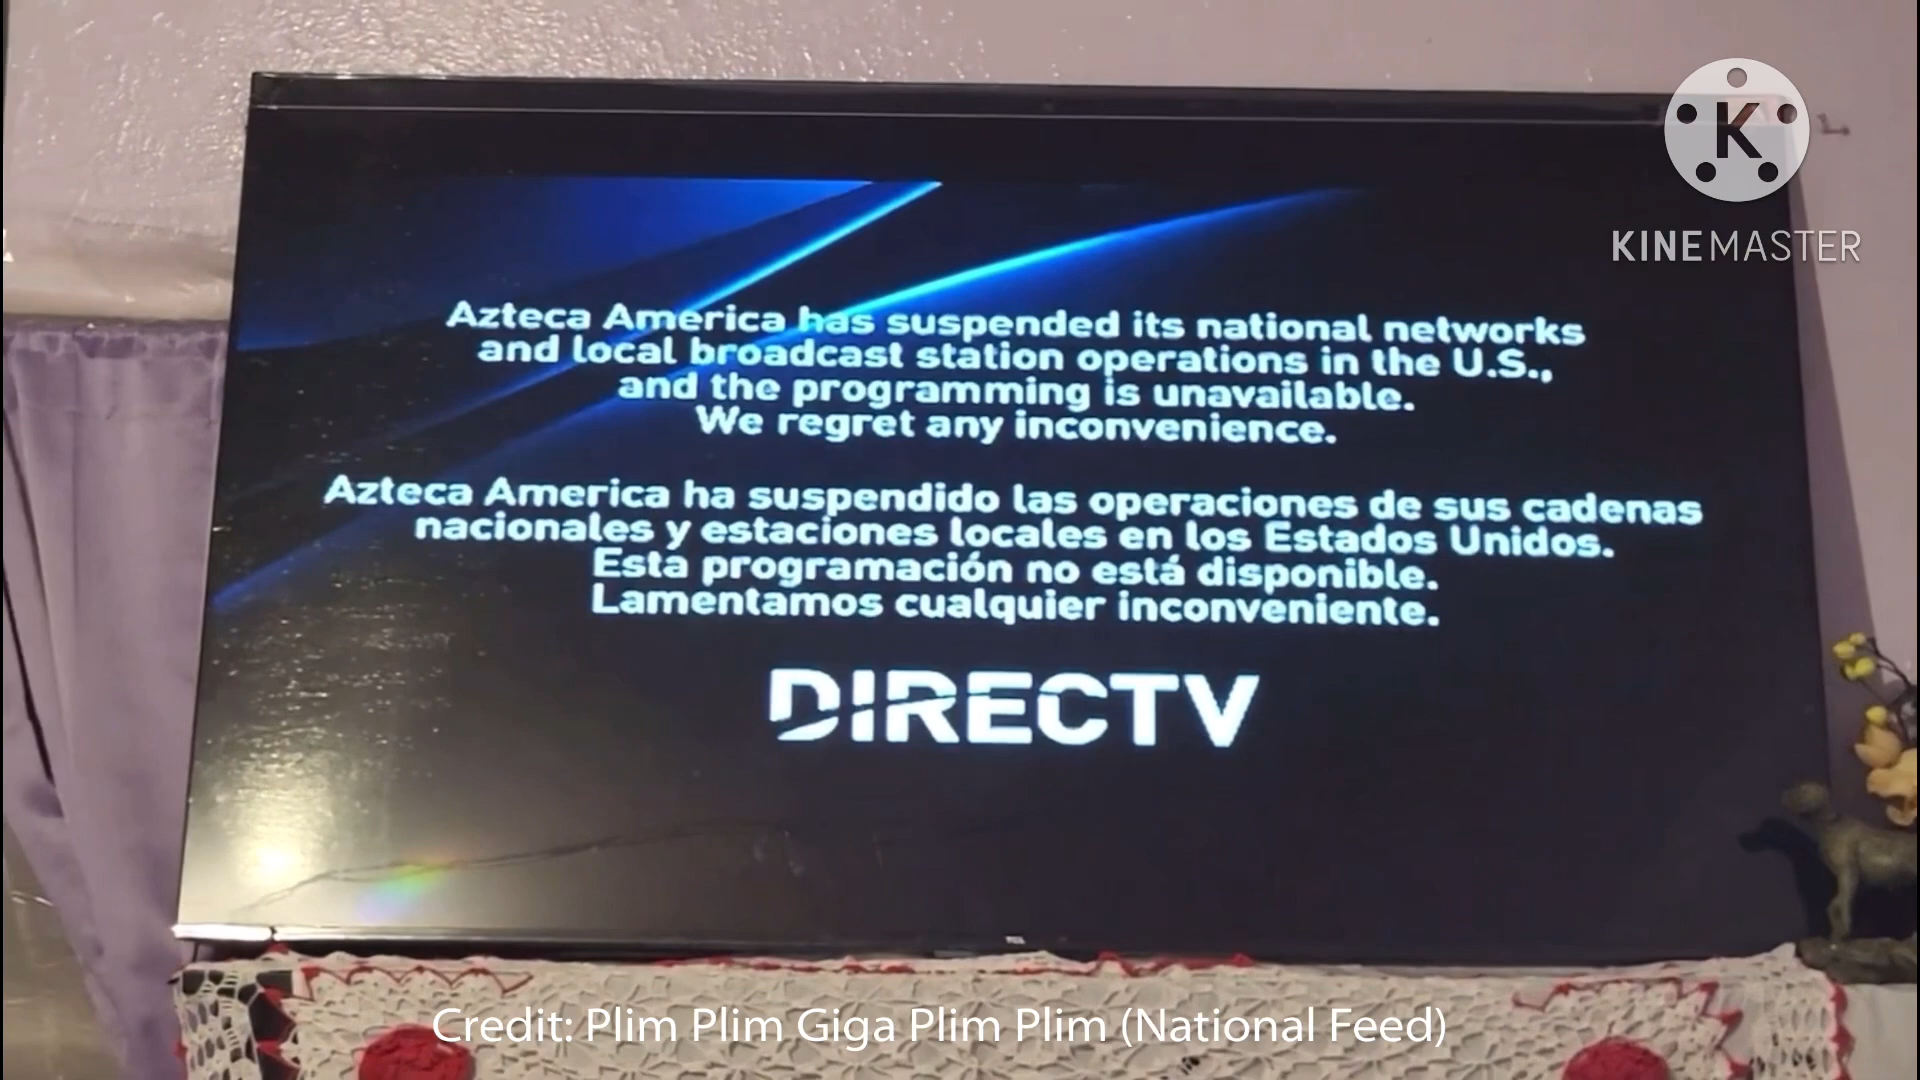 K
KINEMASTER
Azteca America has suspended its national networks
and local broadcast station operations in the U.S.,
and the programming is unavailable.
We regret any inconvenience.
Azteca America ha suspendido las operaciones de sus cadenas
nacionales y estaciones locales en los Estados Unidos.
Esta programación no está disponible.
Lamentamos cualquier inconveniente.
DIRECTV
TCL
Credit: Plim Plim Giga Plim Plim (National Feed)